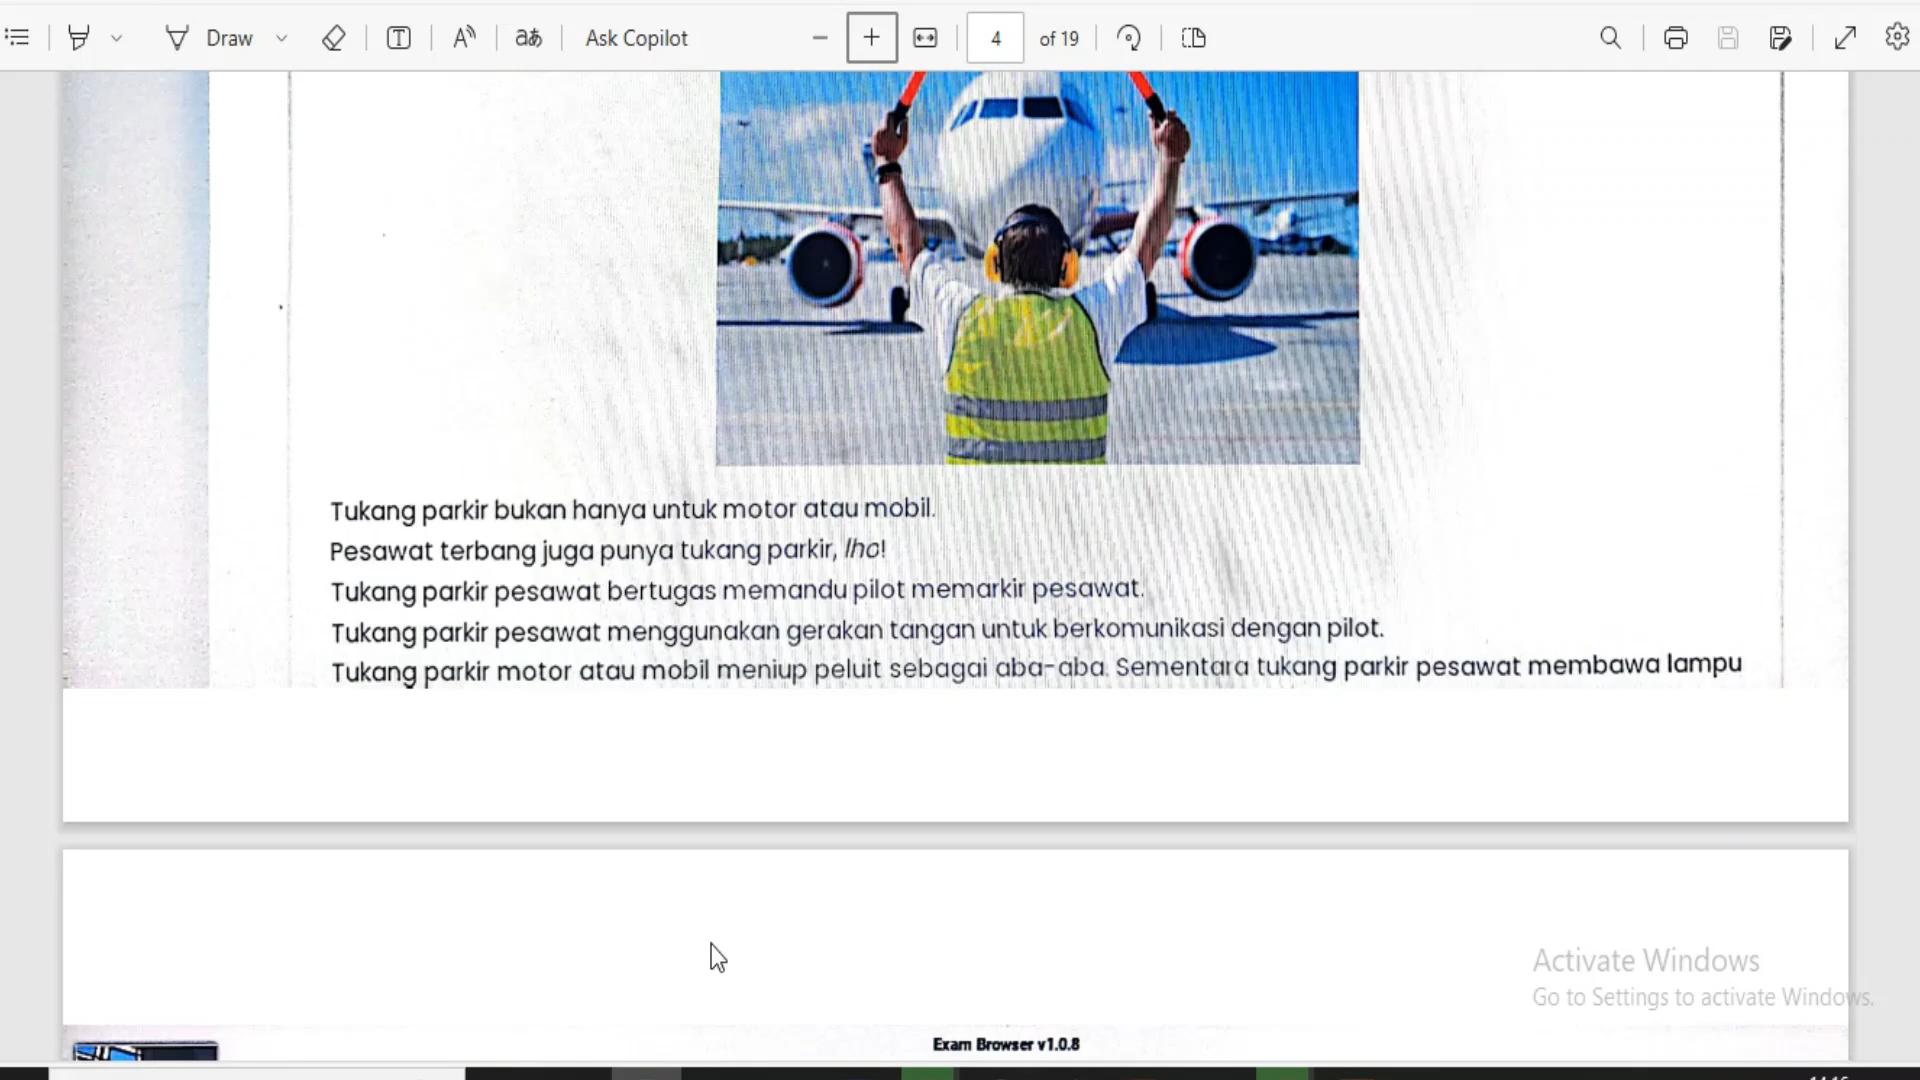 Draw
Ask Copilot
4 of 19
Tukang parkir bukan hanya untuk motor atau mobil.
Pesawat terbang juga punya tukang parkir, lho!
Tukang parkir pesawat bertugas memandu pilot memarkir pesawat.
Tukang parkir pesawat menggunakan gerakan tangan untuk berkomunikasi dengan pilot.
Tukang parkir motor atau mobil meniup peluit sebagai aba-aba. Sementara tukang parkir pesawat membawa lampu
Activate Windows
Go to Settings to activate Windows.
Exam Browser v1.0.8